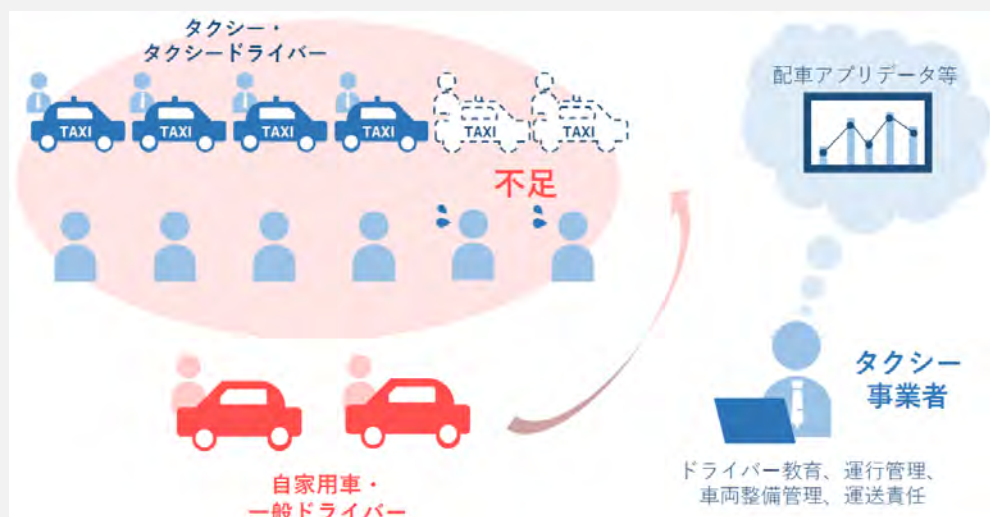 タクシー・
タクシードライバー
TAXI TAXI TAXI TAXI TAXI TAXI
不足
自家用車・
一般ドライバー
配車アプリデータ等
タクシー
事業者
ドライバー教育、運行管理、
車両整備管理、運送責任